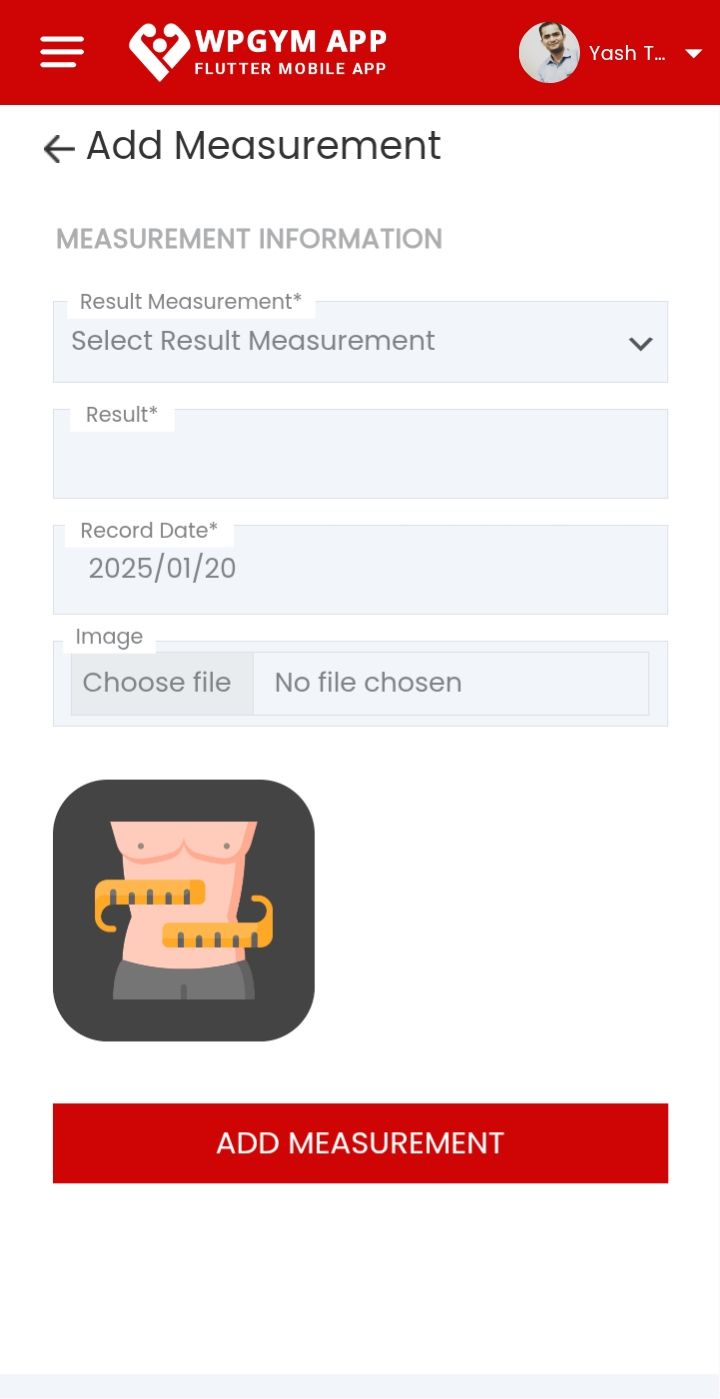 WPGYM APP
FLUTTER MOBILE APP
Yash T...
Add Measurement
MEASUREMENT INFORMATION
Result Measurement*
Select Result Measurement
Result*
Record Date*
2025/01/20
Image
Choose file
No file chosen
ADD MEASUREMENT